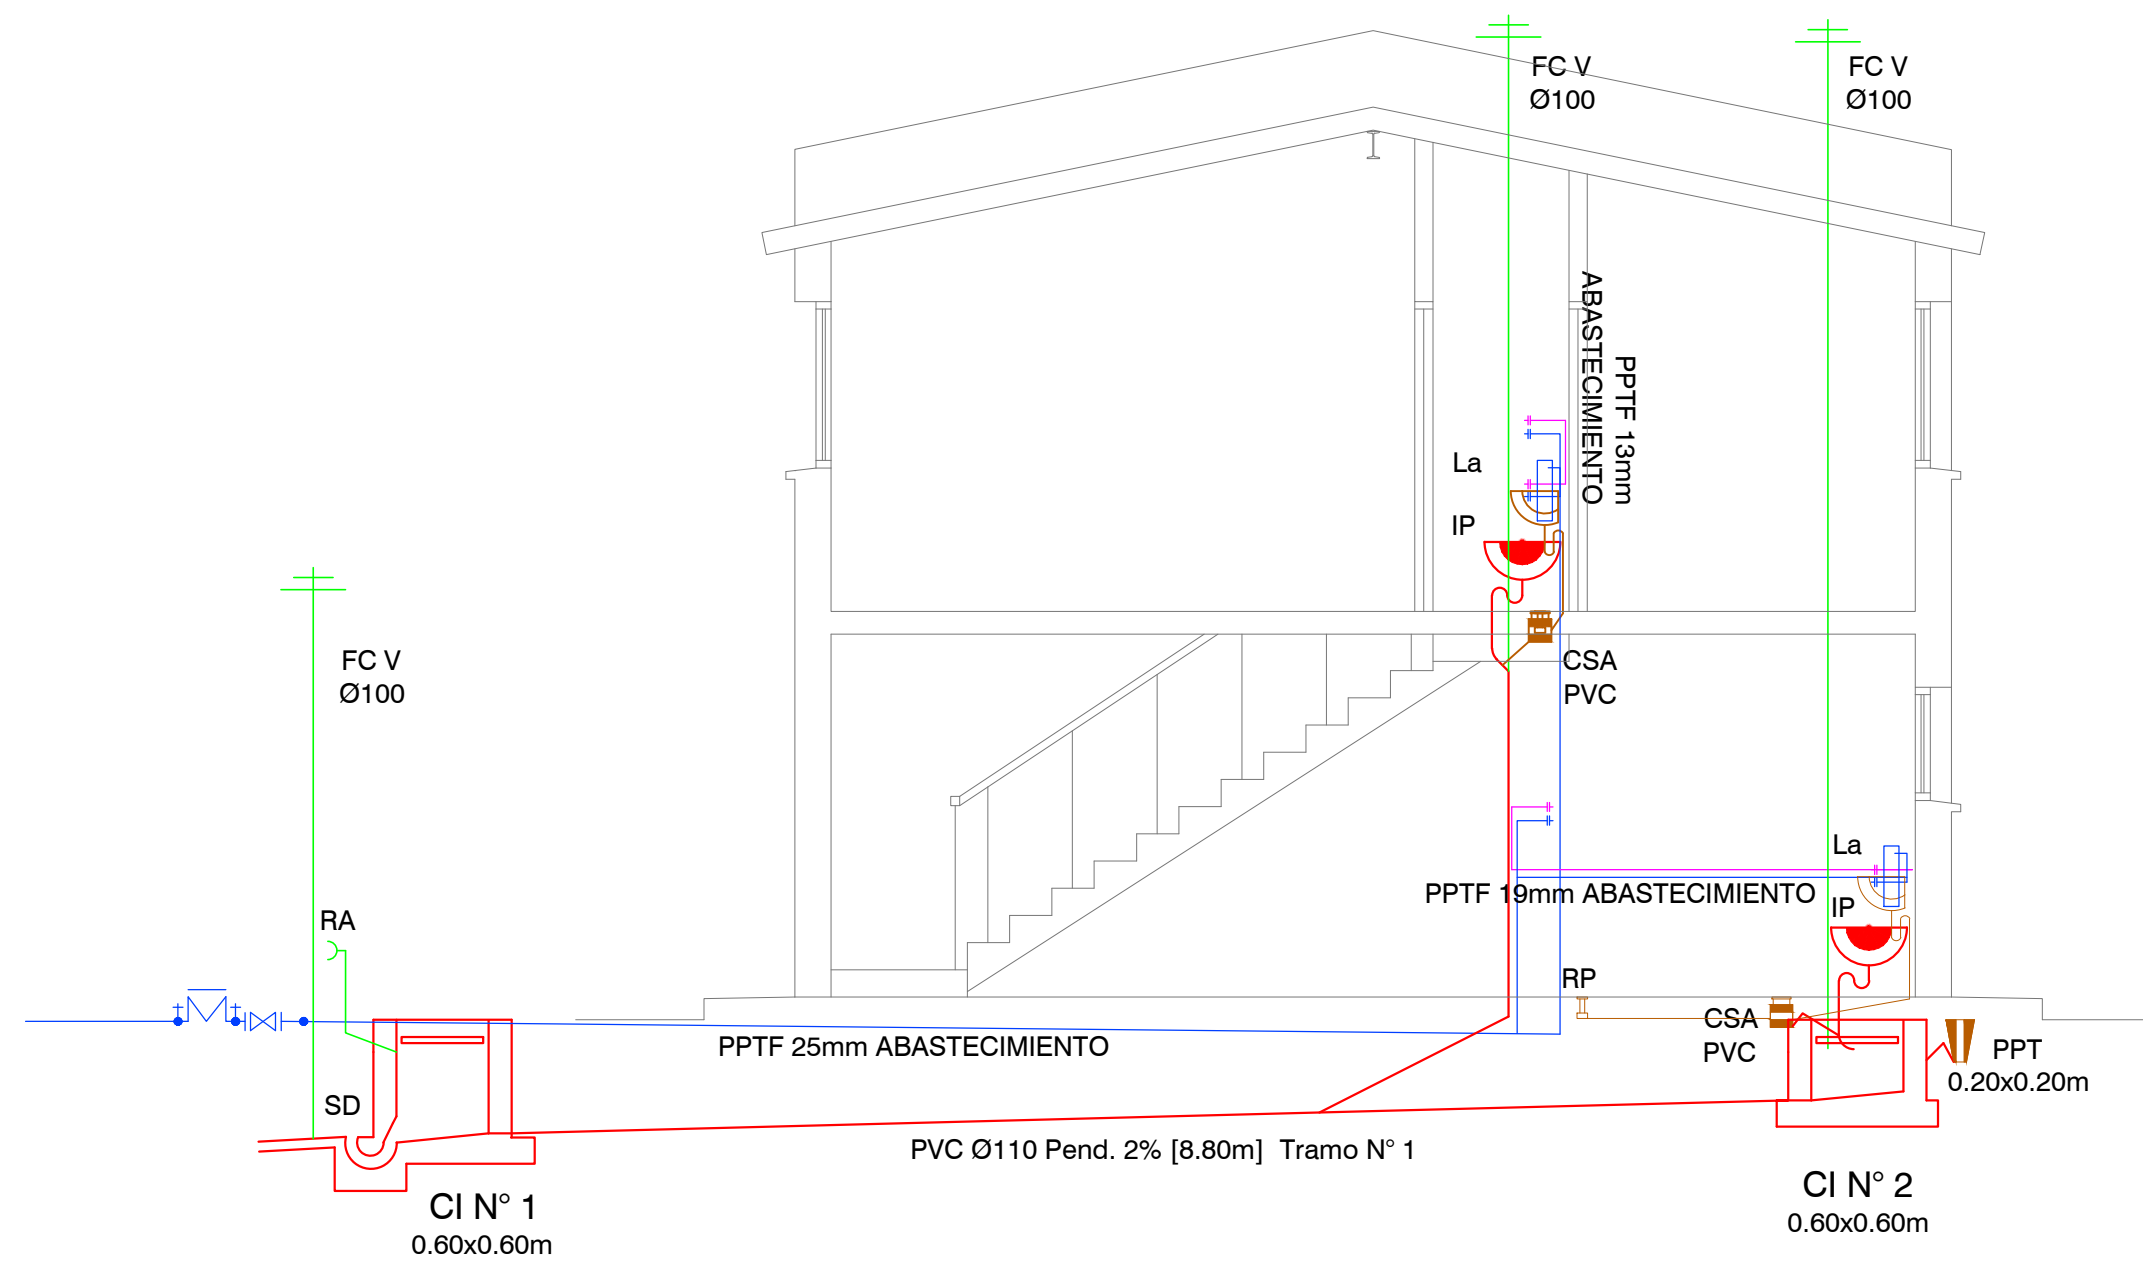 FC V
Ø100
FC V
Ø100
ABASTECIMIENTO
PPTF 13mm
La
IP
CSA
PVC
FC V
Ø100
La
PPTF 19mm ABASTECIMIENTO
IP
RA
RP
CSA
PVC
PPTF 25mm ABASTECIMIENTO
PPT
0.20x0.20m
SD
PVC Ø110 Pend. 2% [8.80m] Tramo N° 1
CI N° 1
0.60x0.60m
CI N° 2
0.60x0.60m